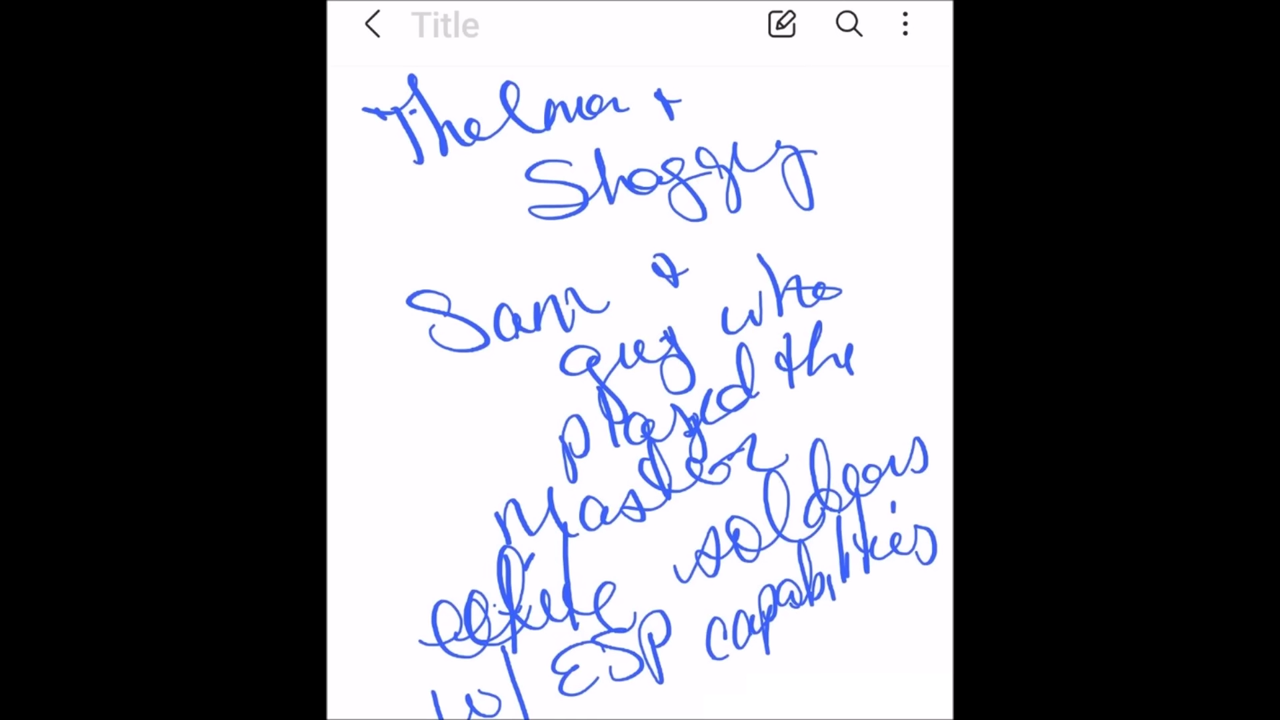 Title
Thelma +
Shaggy
Sam &
guy who
played the
Master
elite soldiers
w/ ESP capabilities